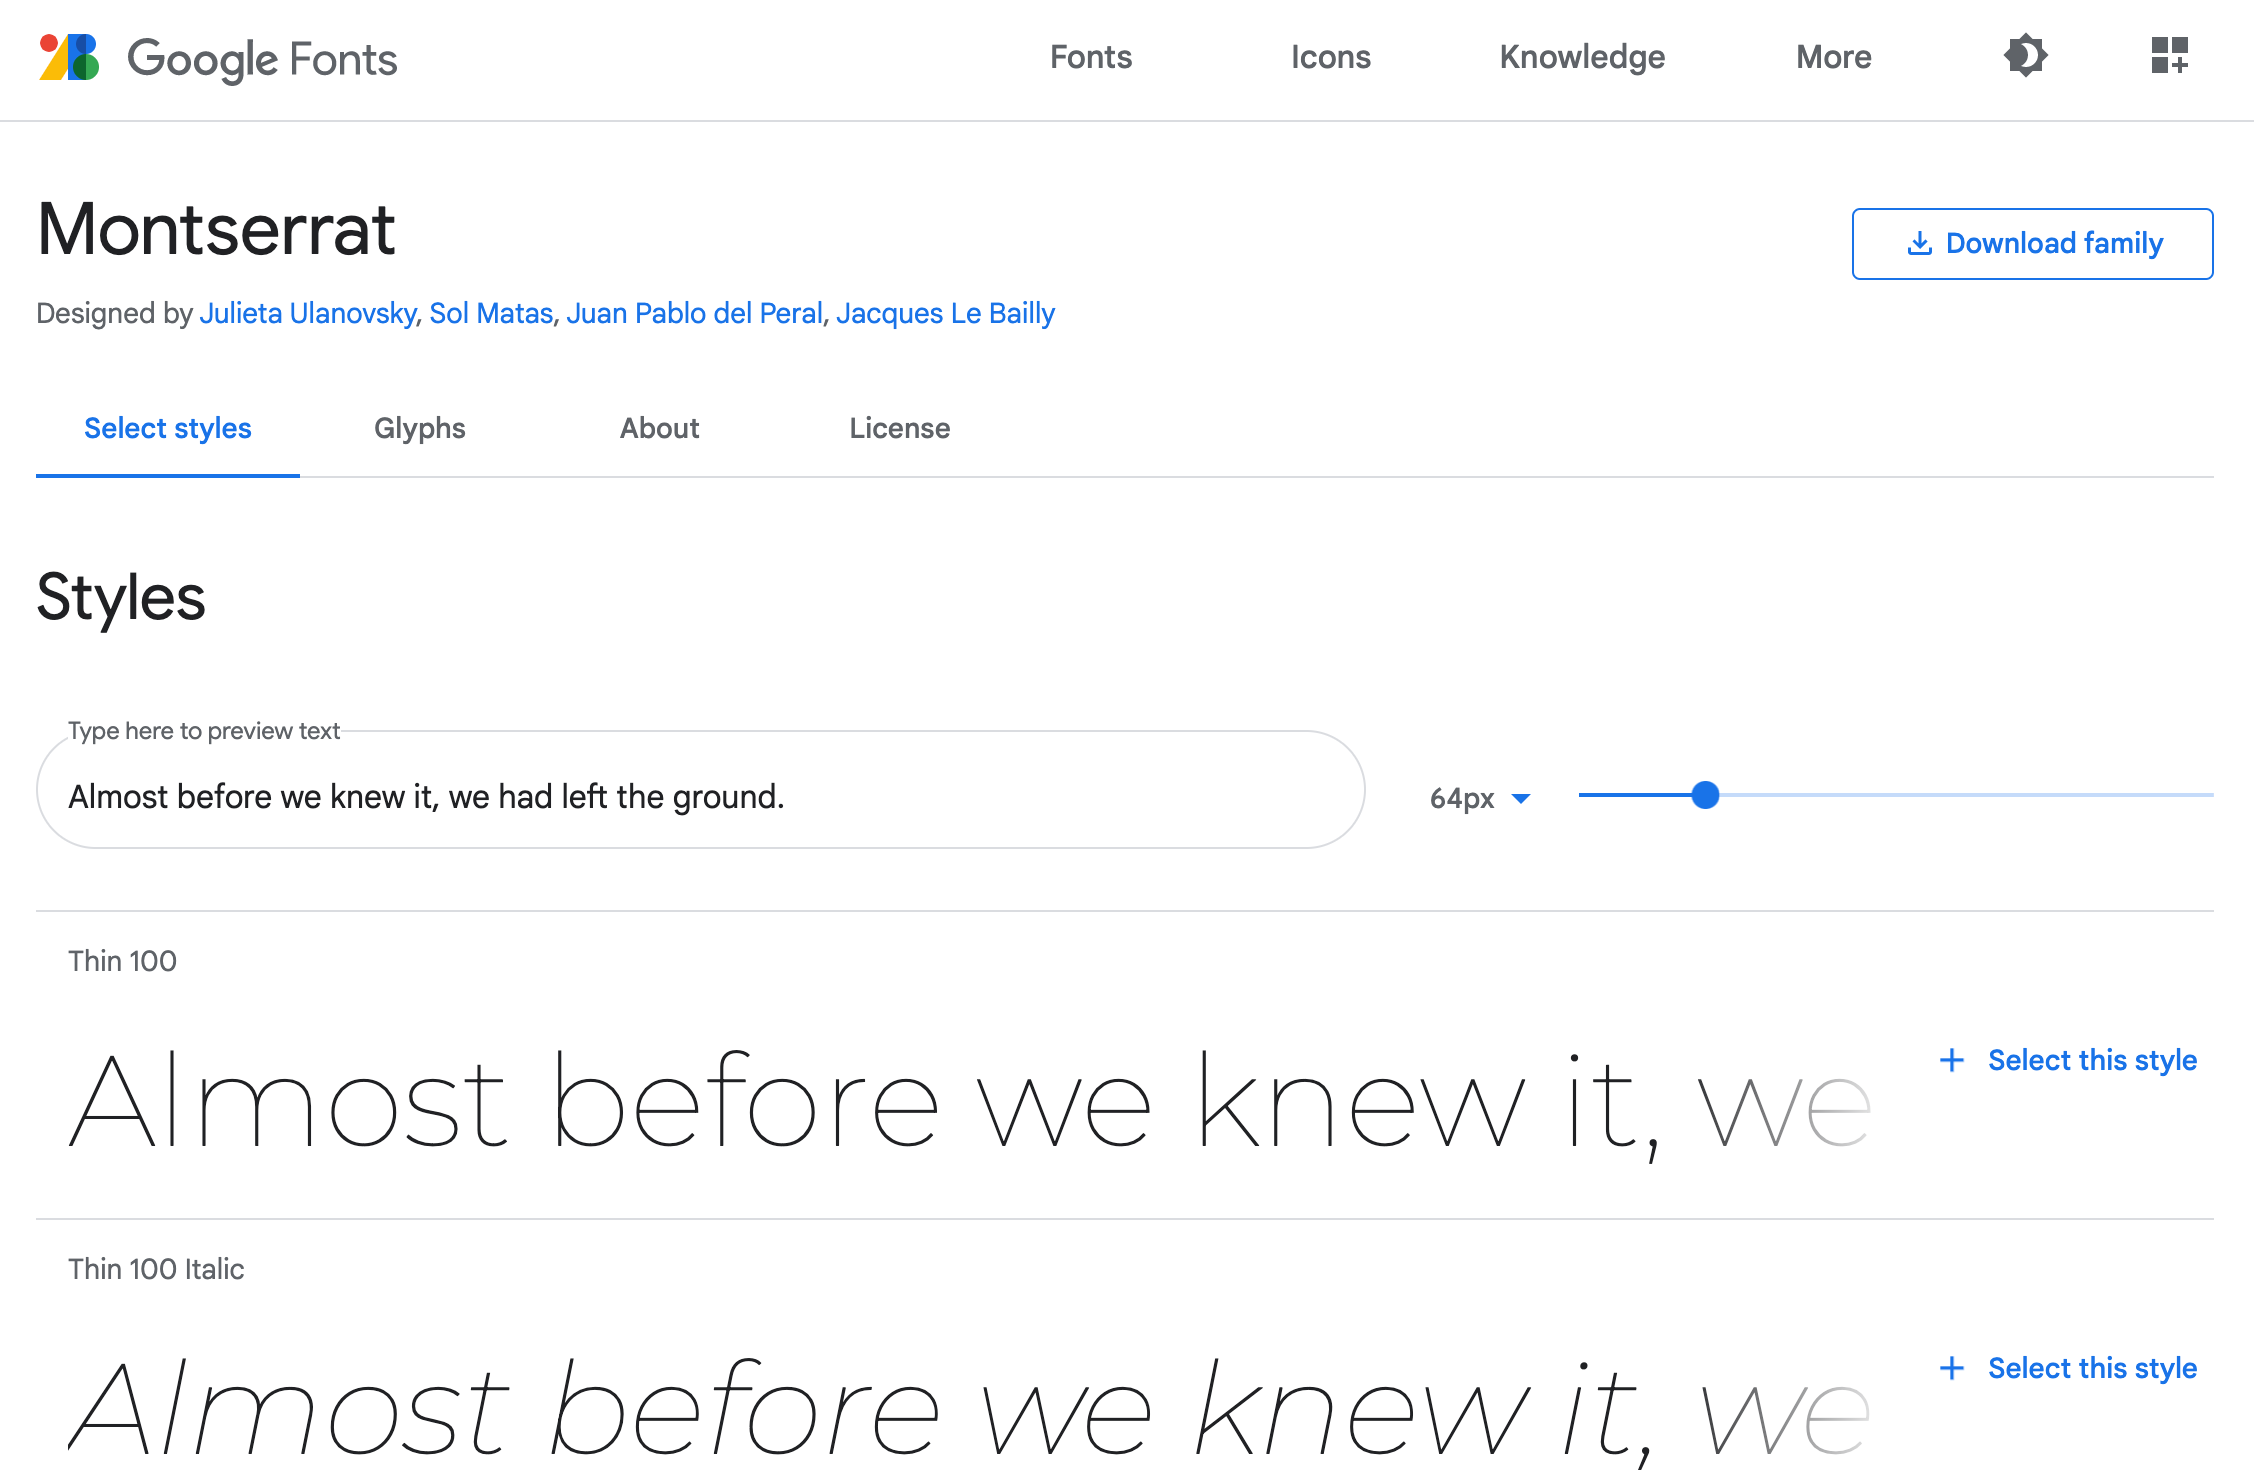 Google Fonts Fonts Icons Knowledge More
Montserrat
Download family
Designed by Julieta Ulanovsky, Sol Matas, Juan Pablo del Peral, Jacques Le Bailly
Select styles Glyphs About License
Styles
Type here to preview text
Almost before we knew it, we had left the ground.
64px
Thin 100
Almost before we knew it, we
Select this style
Thin 100 Italic
Almost before we knew it, we
Select this style